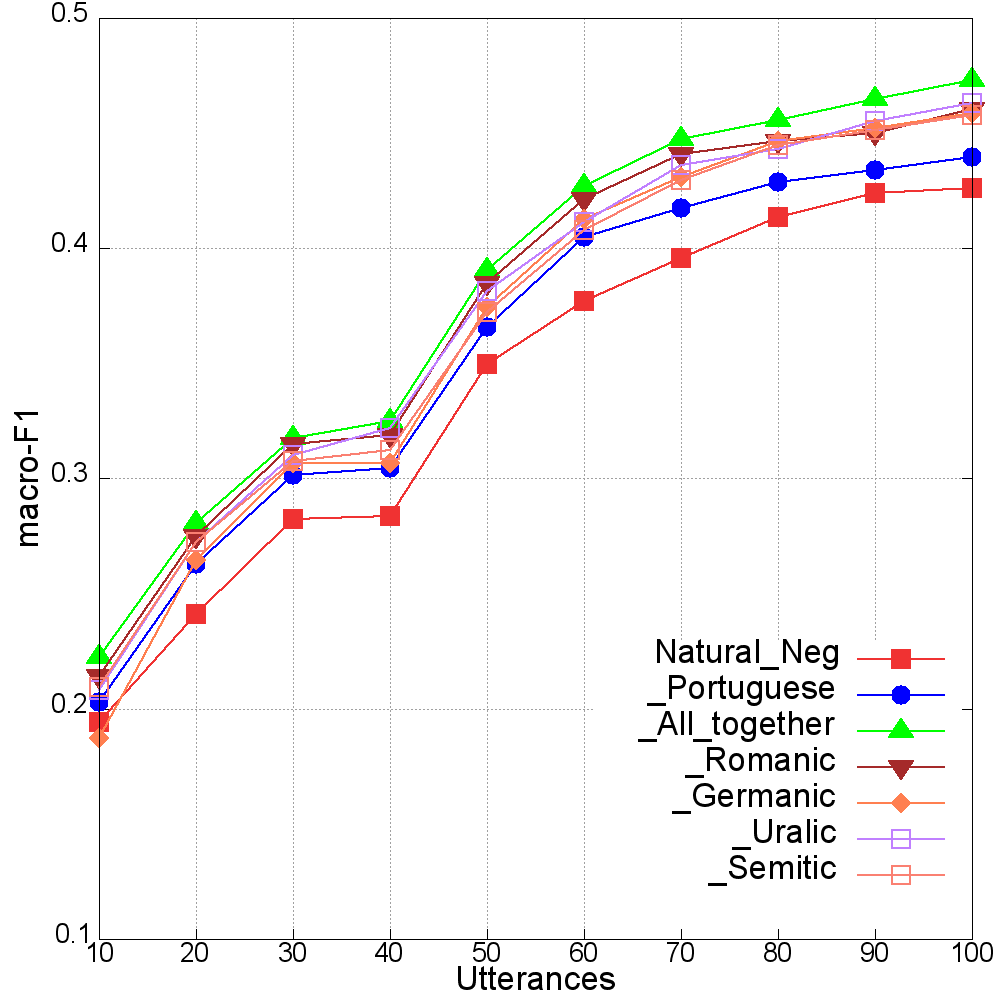 0.5
0.4
0.3
0.2
0.1
macro-F1
10 20 30 40 50 60 70 80 90 100
Utterances
Natural_Neg
_Portuguese
_All_together
_Romanic
_Germanic
_Uralic
_Semitic